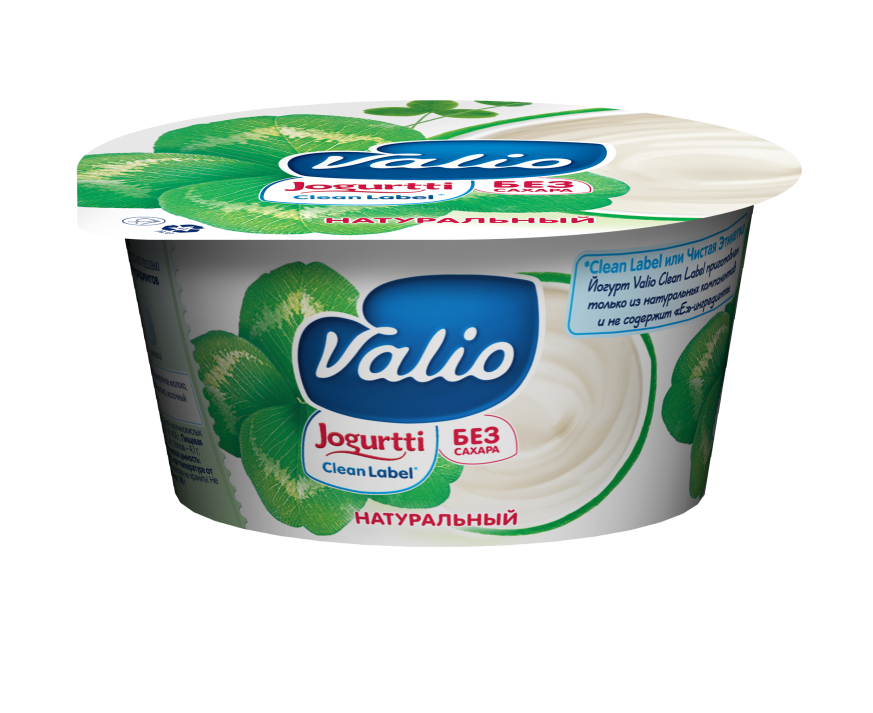 Valio
Jogurtti
Clean Label*
БЕЗ
САХАРА
НАТУРАЛЬНЫЙ
*Clean Label или Чистая Этикетка
Йогурт Valio Clean Label приготовлен
только из натуральных компонентов
и не содержит «Е»-ингредиенты
Valio
Jogurtti
Clean Label*
БЕЗ
САХАРА
НАТУРАЛЬНЫЙ